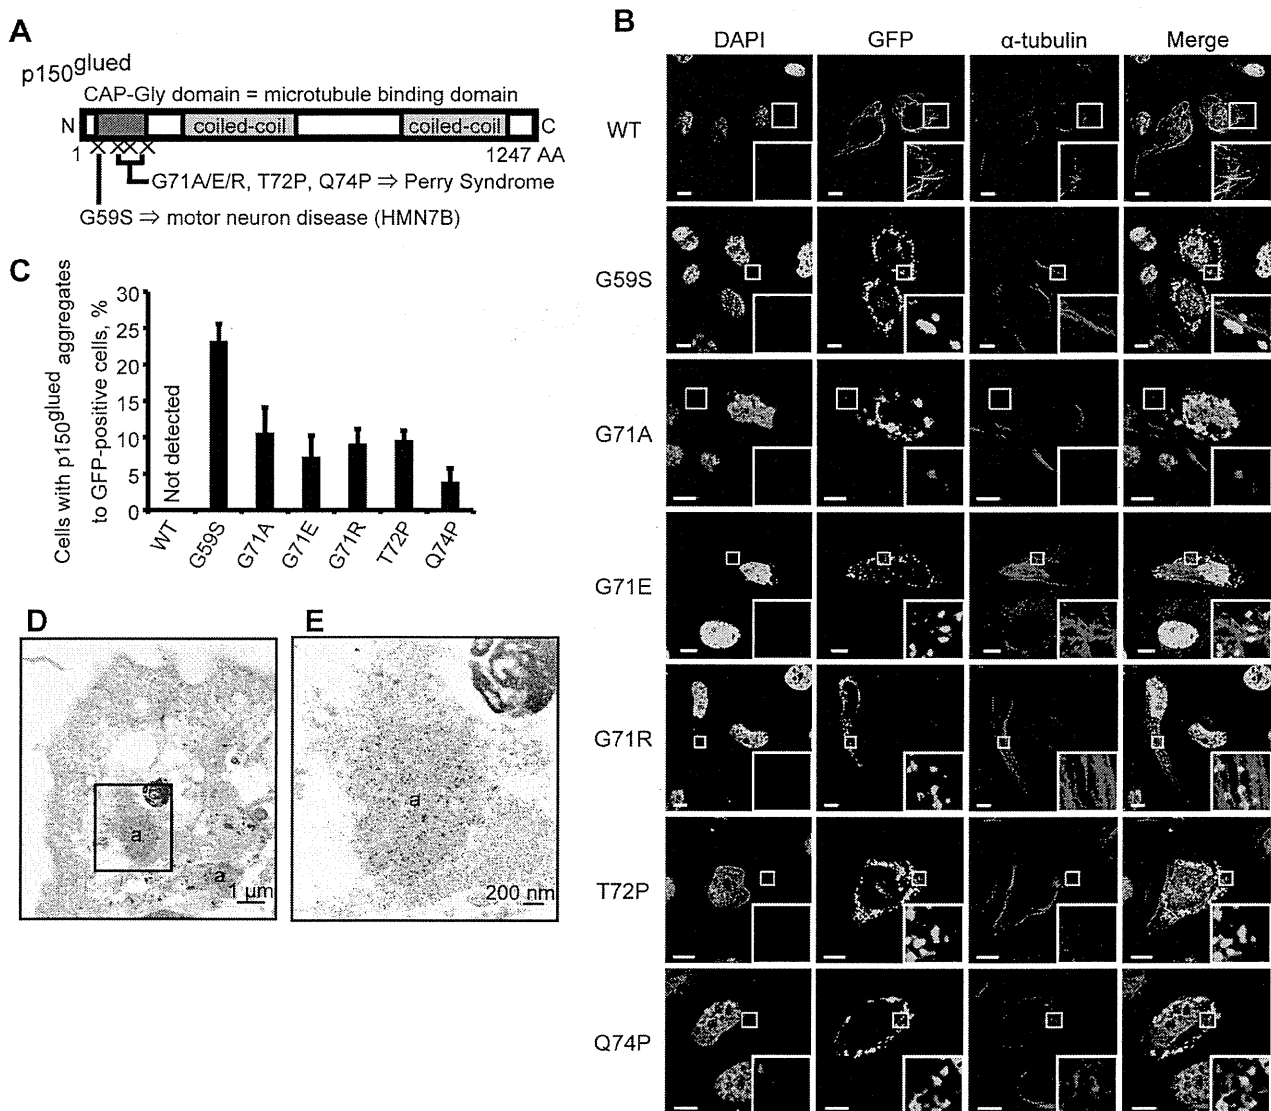 A
p150glued
CAP-Gly domain = microtubule binding domain
N coiled-coil coiled-coil C
1 1247 AA
G71A/E/R, T72P, Q74P ⇒ Perry Syndrome
G59S ⇒ motor neuron disease (HMN7B)
B
DAPI GFP α-tubulin Merge
WT
G59S
G71A
G71E
G71R
T72P
Q74P
C
Cells with p150glued aggregates
to GFP-positive cells, %
30
25
20
15
10
5
0
Not detected
WT G59S G71A G71E G71R T72P Q74P
D
a
a
1 μm
E
a
200 nm